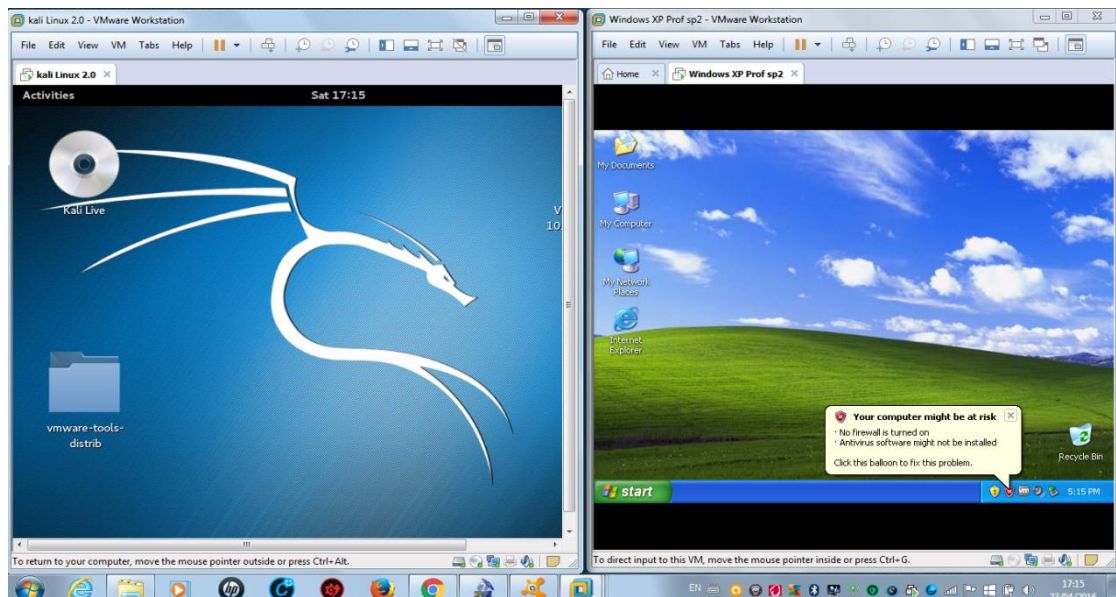 kali Linux 2.0 - VMware Workstation
File Edit View VM Tabs Help
kali Linux 2.0
Activities
Sat 17:15
Kali Live
V
10.
vmware-tools-
distrib
To return to your computer, move the mouse pointer outside or press Ctrl+Alt.
Windows XP Prof sp2 - VMware Workstation
File Edit View VM Tabs Help
Home
Windows XP Prof sp2
My Documents
My Computer
My Network
Places
Internet
Explorer
Your computer might be at risk
· No firewall is turned on
· Antivirus software might not be installed
Click this balloon to fix this problem.
Recycle Bin
start
5:15 PM
To direct input to this VM, move the mouse pointer inside or press Ctrl+G.
hp
EN
17:15
23/04/2016